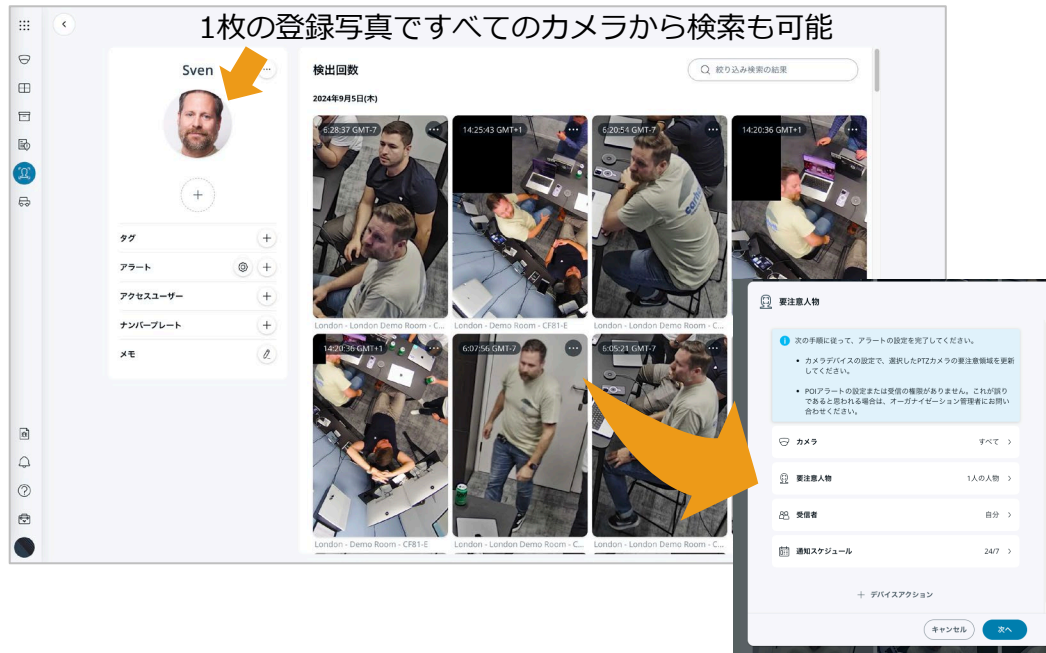 1枚の登録写真ですべてのカメラから検索も可能
Sven
検出回数
絞り込み検索の結果
2024年9月5日(木)
6:28:37 GMT-7
14:25:43 GMT+1
6:20:54 GMT-7
14:20:36 GMT+1
タグ
アラート
アクセスユーザー
ナンバープレート
メモ
London - London Demo Room - C...
London - Demo Room - CF81-E
London - London Demo Room - C...
14:20:36 GMT+1
6:07:56 GMT-7
6:05:21 GMT-7
London - Demo Room - CF81-E
London - London Demo Room - C...
London - London Demo Room - C...
要注意人物
次の手順に従って、アラートの設定を完了してください。
• カメラデバイスの設定で、選択したPTZカメラの要注意領域を更新
してください。
• POIアラートの設定または受信の権限がありません。これが誤り
であると思われる場合は、オーガナイゼーション管理者にお問い
合わせください。
カメラ
すべて
要注意人物
1人の人物
受信者
自分
通知スケジュール
24/7
+ デバイスアクション
キャンセル
次へ